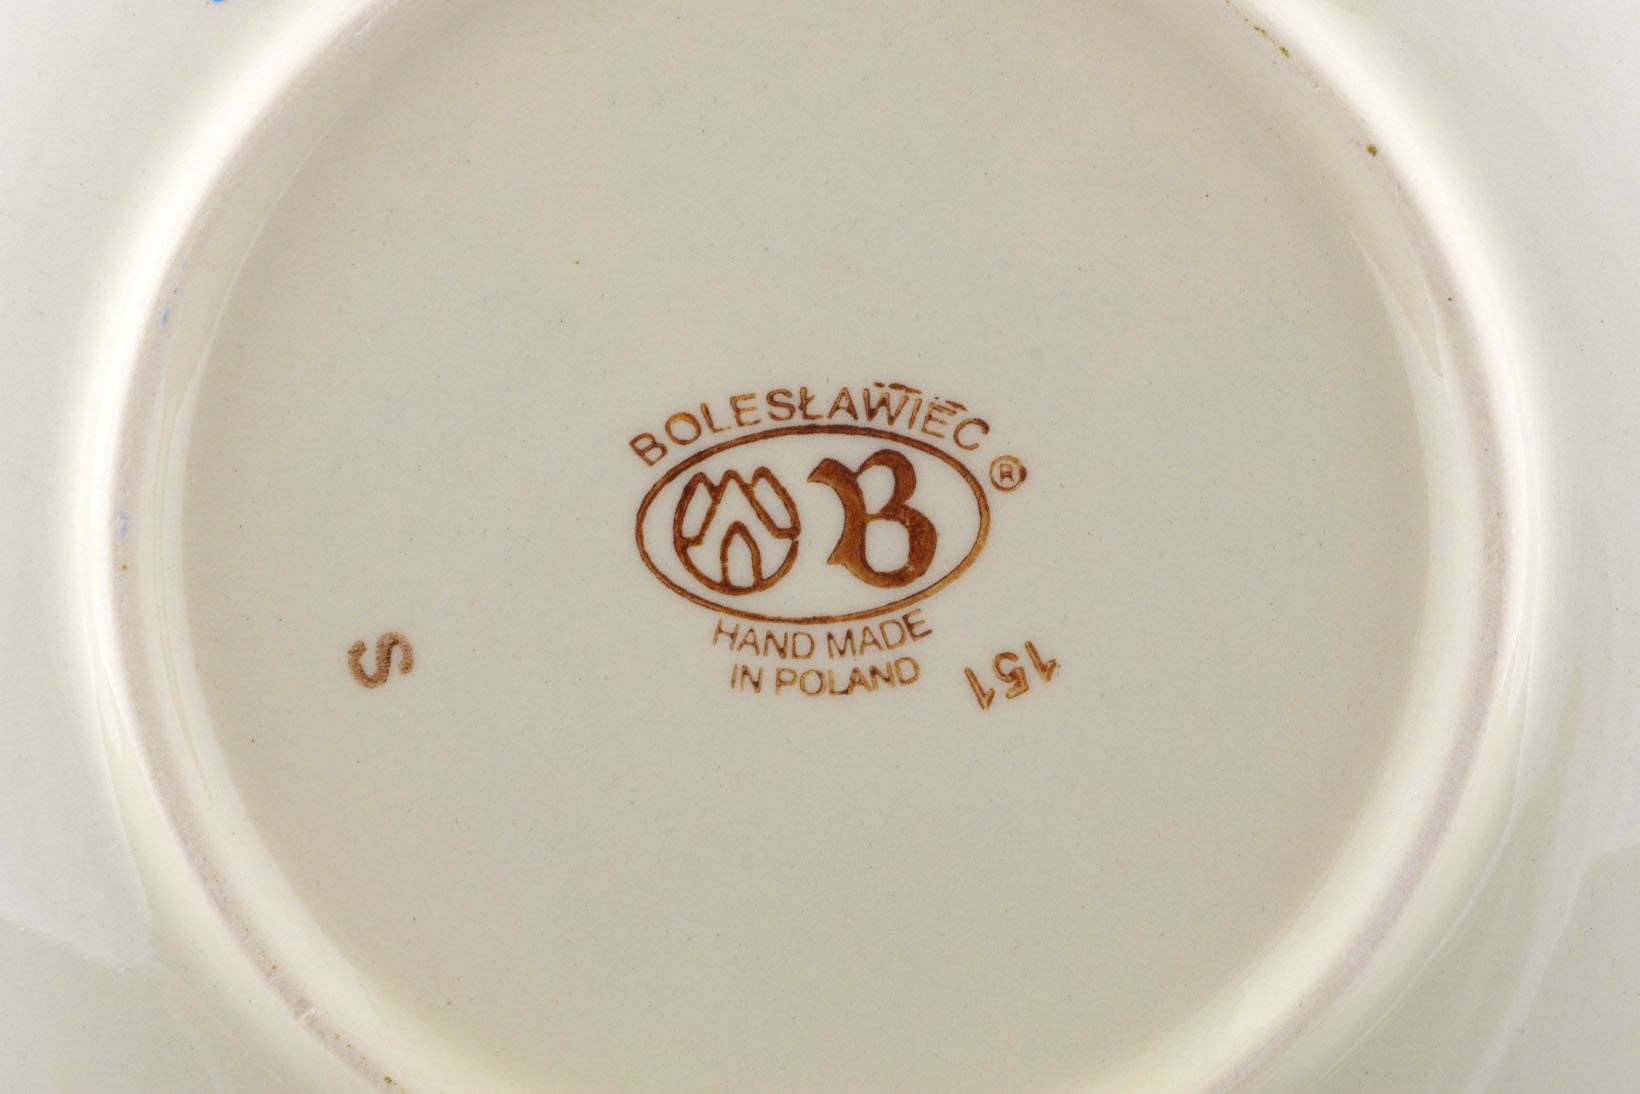 BOLESŁAWIEC
®
B
HAND MADE
IN POLAND
151
S